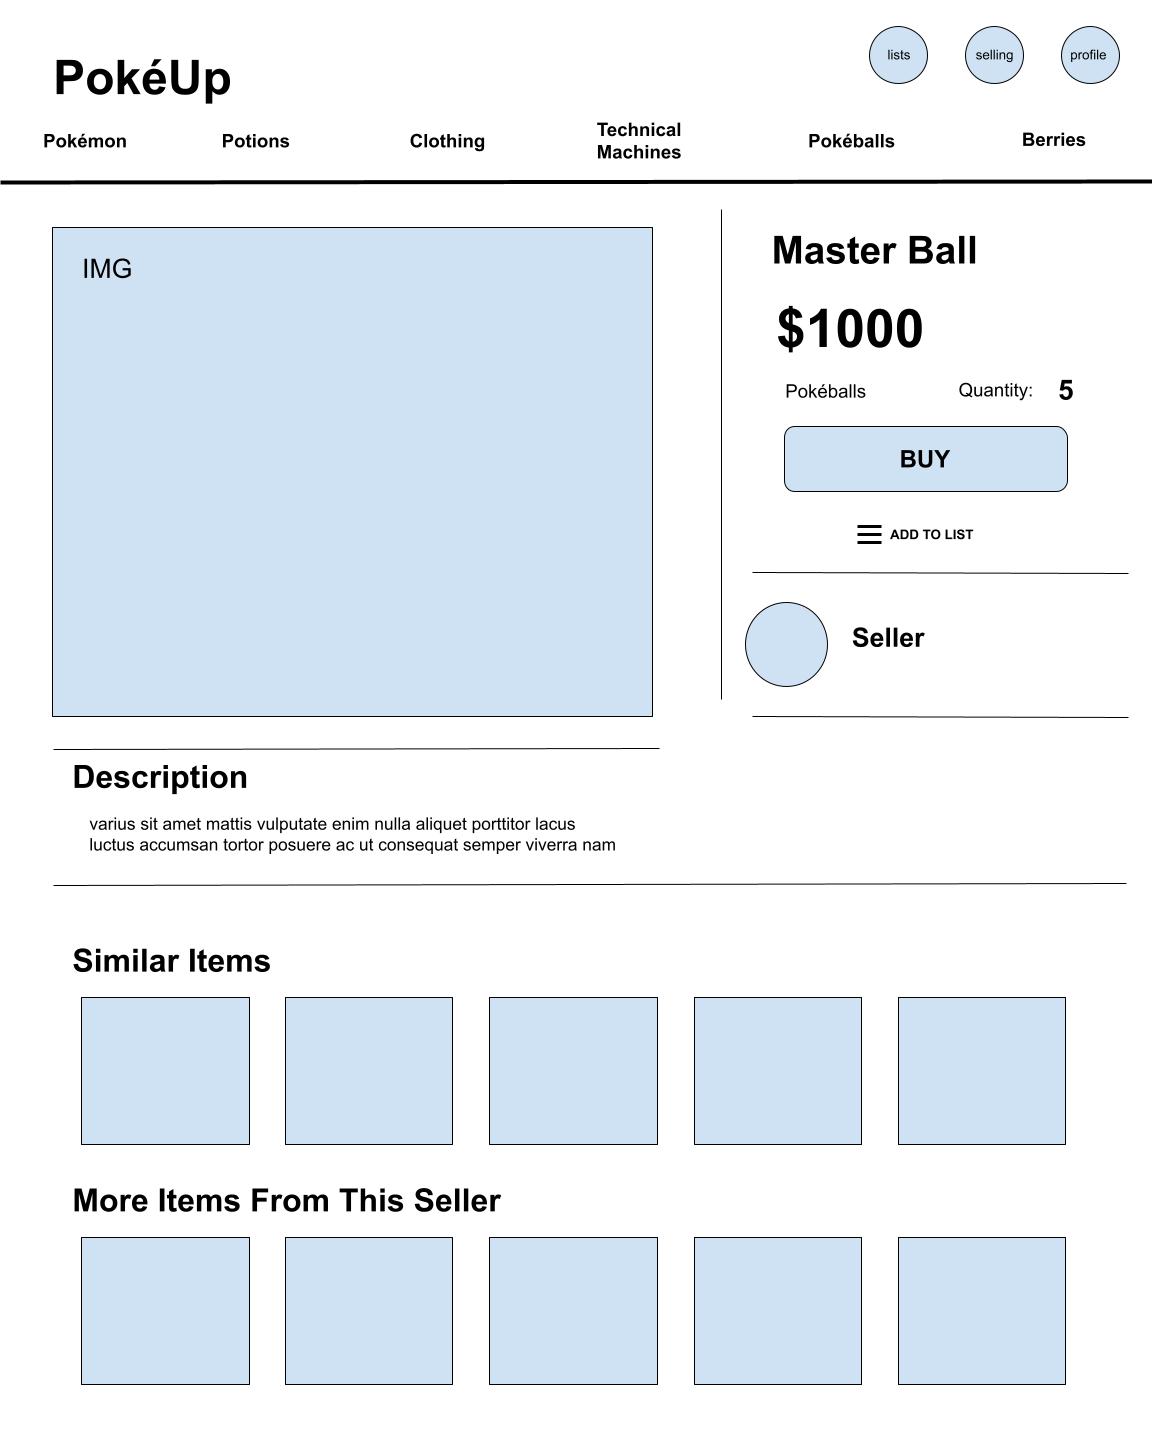 PokéUp
lists
selling
profile
Pokémon
Potions
Clothing
Technical
Machines
Pokéballs
Berries
IMG
Master Ball
$1000
Pokéballs
Quantity: 5
BUY
ADD TO LIST
Seller
Description
varius sit amet mattis vulputate enim nulla aliquet porttitor lacus
luctus accumsan tortor posuere ac ut consequat semper viverra nam
Similar Items
More Items From This Seller